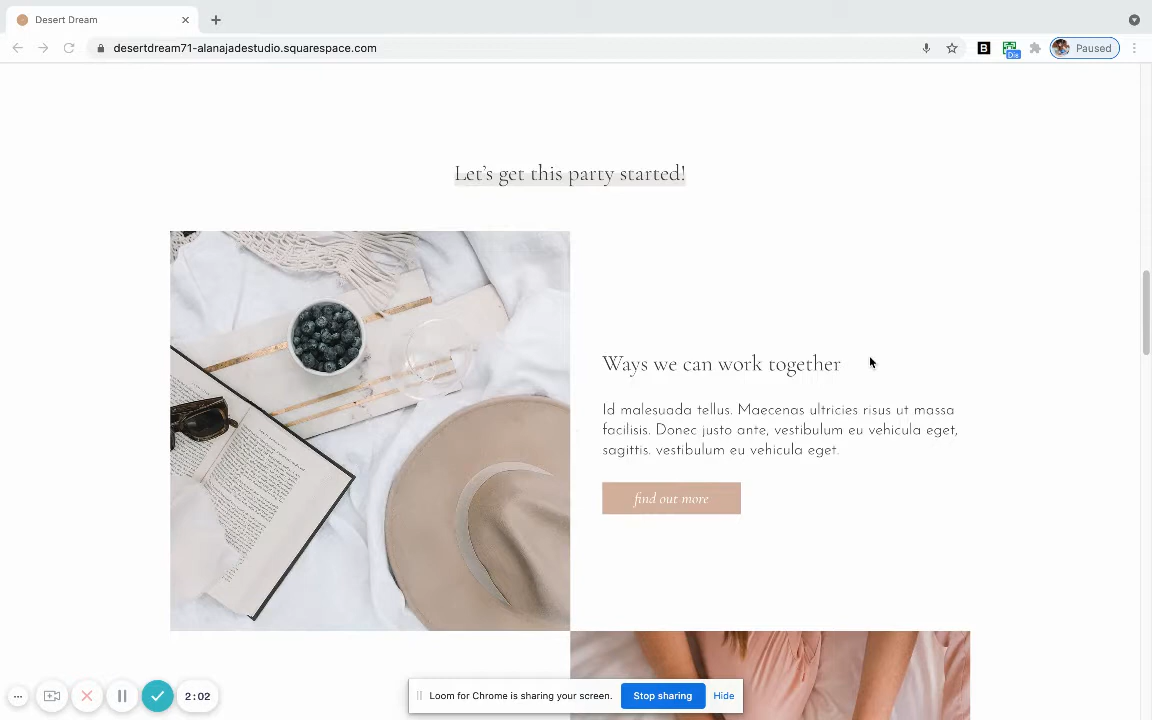 Desert Dream
desertdream71-alanajadestudio.squarespace.com
B
Dis
Paused
Let's get this party started!
Ways we can work together
Id malesuada tellus. Maecenas ultricies risus ut massa
facilisis. Donec justo ante, vestibulum eu vehicula eget,
sagittis. vestibulum eu vehicula eget.
find out more
2:02
Loom for Chrome is sharing your screen.
Stop sharing
Hide